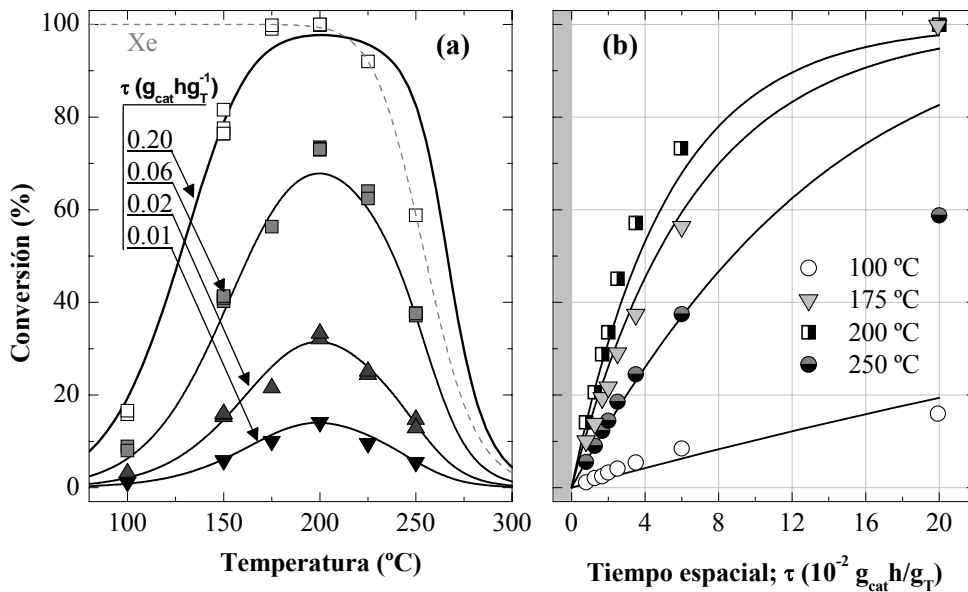 100
80
60
40
20
0
Conversión (%)
Xe
(a)
τ (g_cat hg_T^-1)
0.20
0.06
0.02
0.01
100
150
200
250
300
Temperatura (ºC)
(b)
100 ºC
175 ºC
200 ºC
250 ºC
0
4
8
12
16
20
Tiempo espacial; τ (10^-2 g_cat h/g_T)